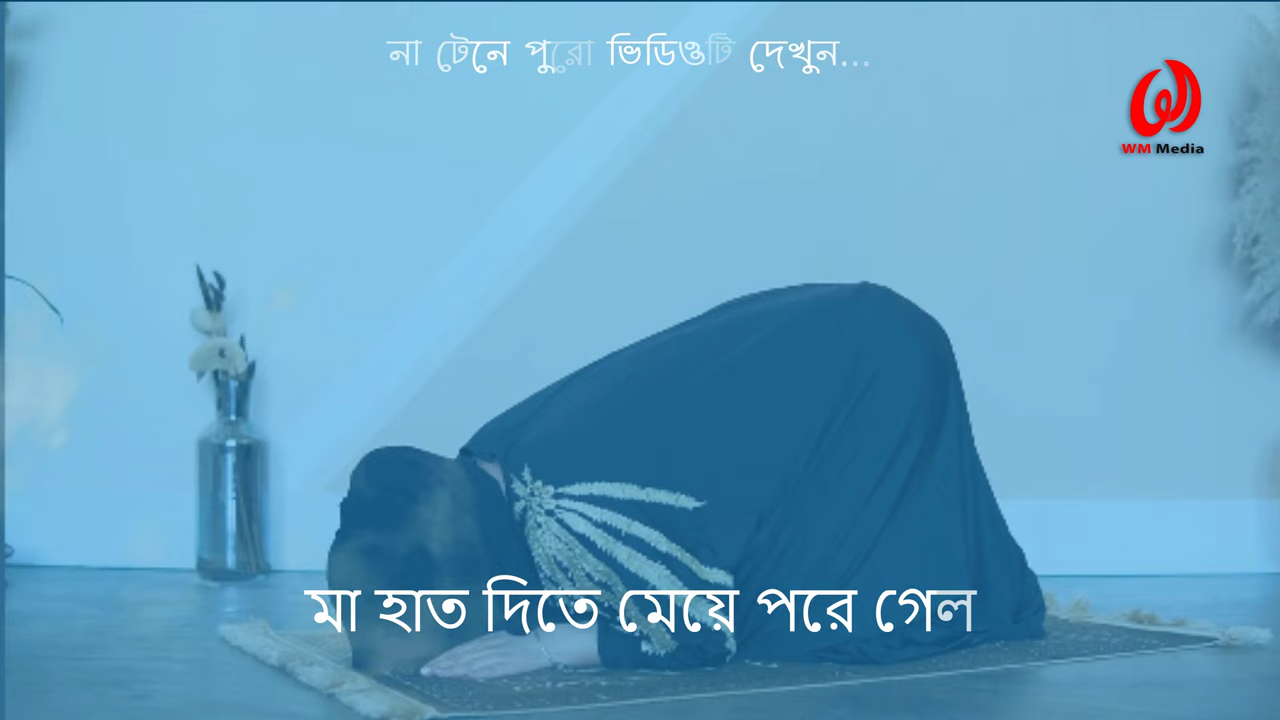 না টেনে পুরো ভিডিওটি দেখুন...
WM Media
মা হাত দিতে মেয়ে পরে গেল